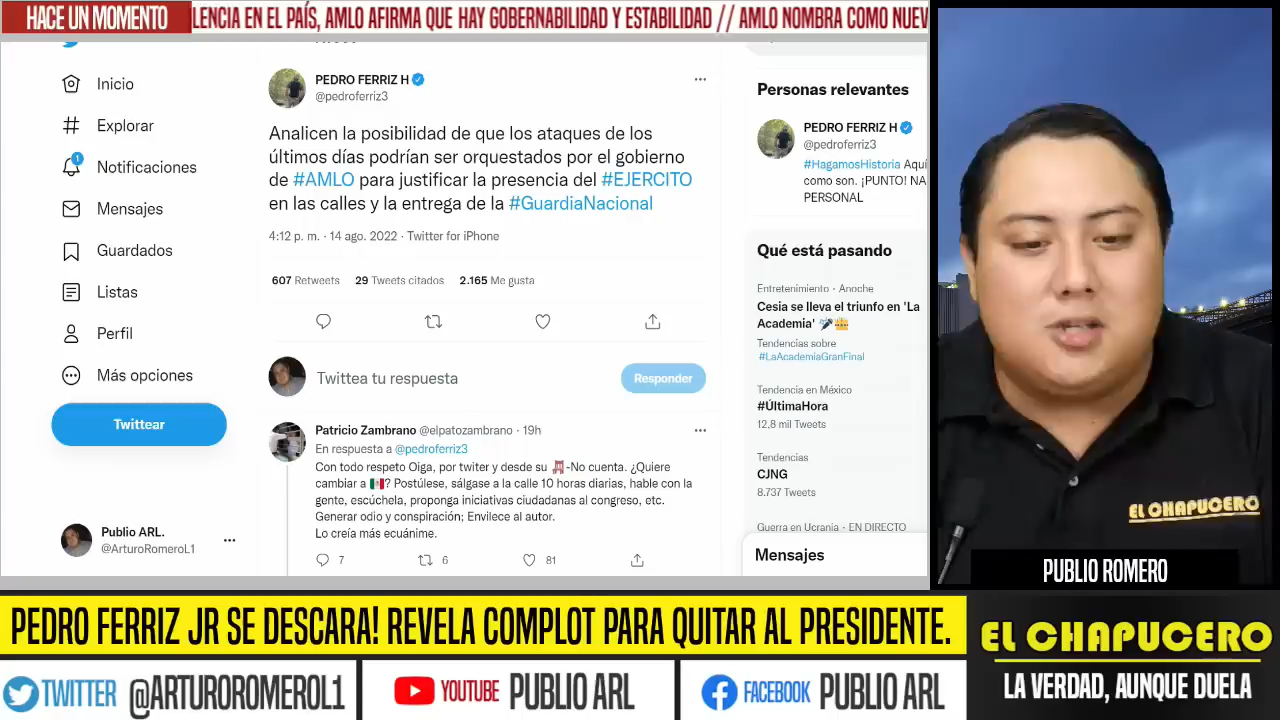 HACE UN MOMENTO
LENCIA EN EL PAÍS, AMLO AFIRMA QUE HAY GOBERNABILIDAD Y ESTABILIDAD // AMLO NOMBRA COMO NUEV
Inicio
Explorar
1
Notificaciones
Mensajes
Guardados
Listas
Perfil
Más opciones
Twittear
Publio ARL.
@ArturoRomeroL1
PEDRO FERRIZ H
@pedroferriz3
Analicen la posibilidad de que los ataques de los
últimos días podrían ser orquestados por el gobierno
de #AMLO para justificar la presencia del #EJERCITO
en las calles y la entrega de la #GuardiaNacional
4:12 p. m. · 14 ago. 2022 · Twitter for iPhone
607 Retweets 29 Tweets citados 2.165 Me gusta
Twittea tu respuesta
Responder
Patricio Zambrano @elpatozambrano · 19h
En respuesta a @pedroferriz3
Con todo respeto Oiga, por twiter y desde su -No cuenta. ¿Quiere
cambiar a 🇲🇽? Postúlese, sálgase a la calle 10 horas diarias, hable con la
gente, escúchela, proponga iniciativas ciudadanas al congreso, etc.
Generar odio y conspiración; Envilece al autor.
Lo creía más ecuánime.
7 6 81
Personas relevantes
PEDRO FERRIZ H
@pedroferriz3
#HagamosHistoria Aquí
como son. ¡PUNTO! NA
PERSONAL
Qué está pasando
Entretenimiento · Anoche
Cesia se lleva el triunfo en 'La
Academia' 🎤👑
Tendencias sobre
#LaAcademiaGranFinal
Tendencia en México
#ÚltimaHora
12,8 mil Tweets
Tendencias
CJNG
8.737 Tweets
Guerra en Ucrania · EN DIRECTO
Mensajes
EL CHAPUCERO
PUBLIO ROMERO
PEDRO FERRIZ JR SE DESCARA! REVELA COMPLOT PARA QUITAR AL PRESIDENTE.
TWITTER @ARTUROROMEROL1
YOUTUBE PUBLIO ARL
FACEBOOK PUBLIO ARL
EL CHAPUCERO
LA VERDAD, AUNQUE DUELA